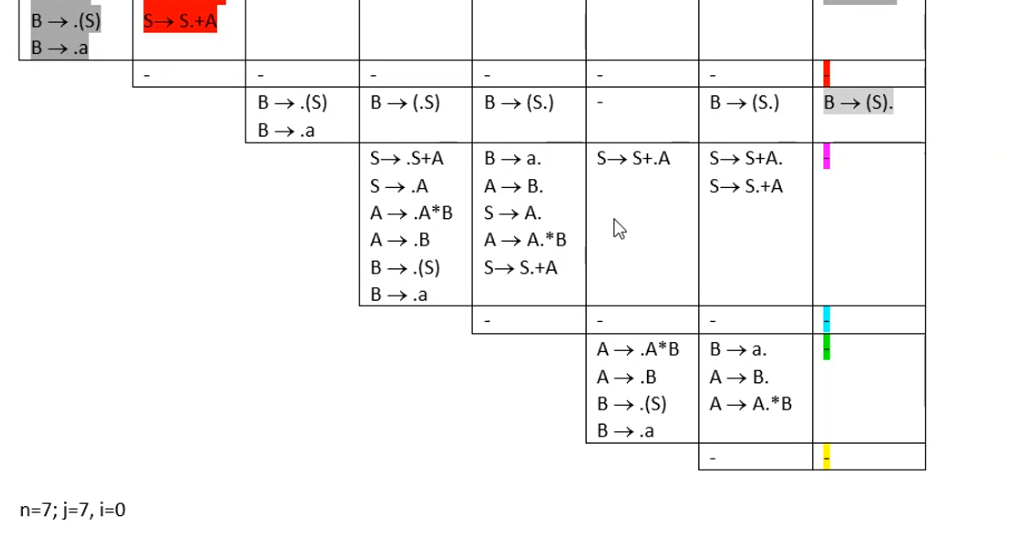 B → .(S) S→ S.+A
B → .a
- - - - - - -
B → .(S) B → (.S) B → (S.) - B → (S.) B → (S).
B → .a
S→ .S+A B → a. S→ S+.A S→ S+A. -
S → .A A → B. S→ S.+A
A → .A*B S → A.
A → .B A → A.*B
B → .(S) S→ S.+A
B → .a
- - - -
A → .A*B B → a. -
A → .B A → B.
B → .(S) A → A.*B
B → .a
- -
n=7; j=7, i=0